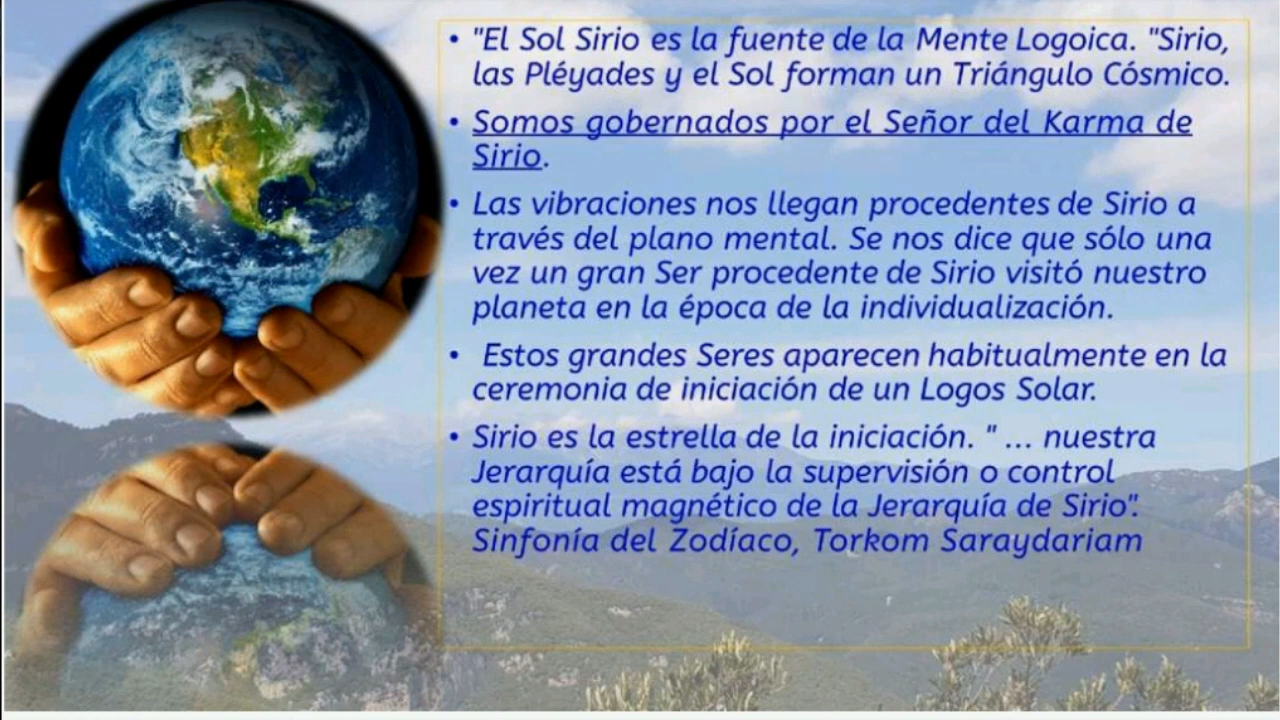 • "El Sol Sirio es la fuente de la Mente Logoica. "Sirio,
las Pléyades y el Sol forman un Triángulo Cósmico.
• Somos gobernados por el Señor del Karma de
Sirio.
• Las vibraciones nos llegan procedentes de Sirio a
través del plano mental. Se nos dice que sólo una
vez un gran Ser procedente de Sirio visitó nuestro
planeta en la época de la individualización.
• Estos grandes Seres aparecen habitualmente en la
ceremonia de iniciación de un Logos Solar.
• Sirio es la estrella de la iniciación. " ... nuestra
Jerarquía está bajo la supervisión o control
espiritual magnético de la Jerarquía de Sirio".
Sinfonía del Zodíaco, Torkom Saraydariam